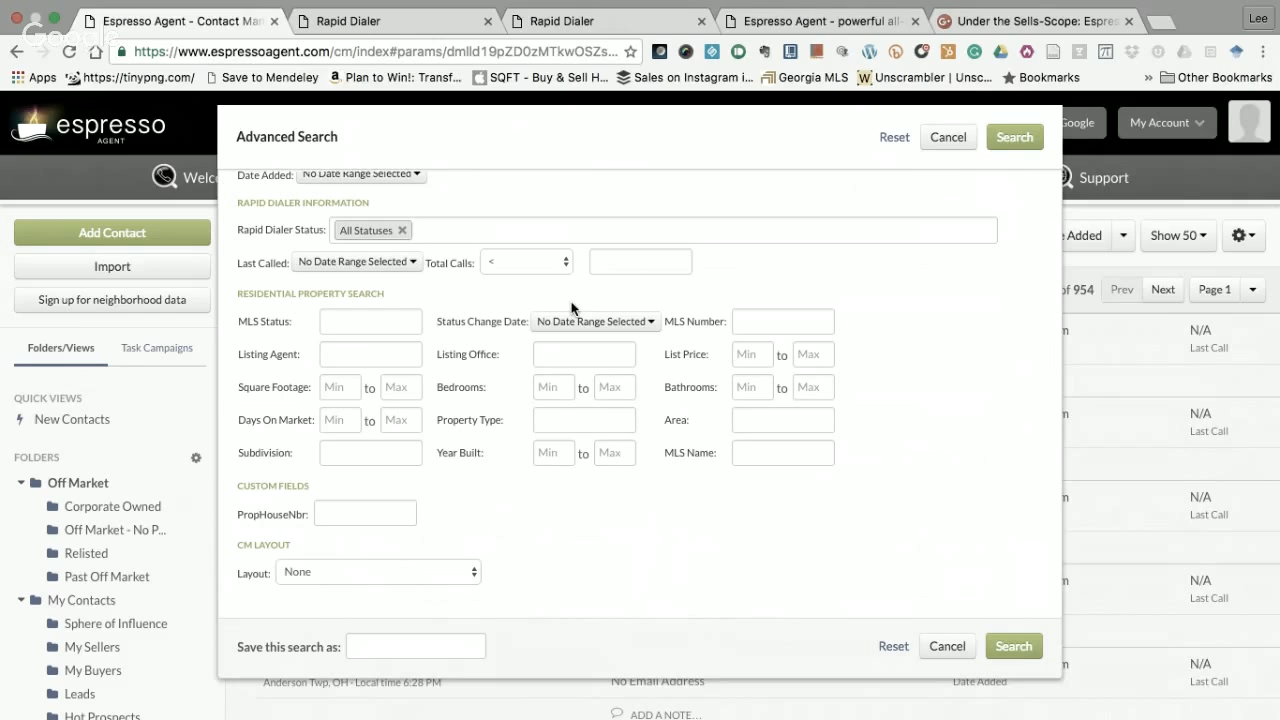 Espresso Agent - Contact Man
Rapid Dialer
Rapid Dialer
Espresso Agent - powerful all-
Under the Sells-Scope: Espres
Lee
Google
https://www.espressoagent.com/cm/index#params/dmlld19pZD0zMTkwOSZs...
Apps
https://tinypng.com/
Save to Mendeley
Plan to Win!: Transf...
SQFT - Buy & Sell H...
Sales on Instagram i...
Georgia MLS
Unscrambler | Unsc...
Bookmarks
»
Other Bookmarks
espresso
AGENT
Google
My Account
Welco
Support
Advanced Search
Reset
Cancel
Search
Date Added: No Date Range Selected
RAPID DIALER INFORMATION
Rapid Dialer Status: All Statuses
Last Called: No Date Range Selected Total Calls: <
RESIDENTIAL PROPERTY SEARCH
MLS Status: Status Change Date: No Date Range Selected MLS Number:
Listing Agent: Listing Office: List Price: Min to Max
Square Footage: Min to Max Bedrooms: Min to Max Bathrooms: Min to Max
Days On Market: Min to Max Property Type: Area:
Subdivision: Year Built: Min to Max MLS Name:
CUSTOM FIELDS
PropHouseNbr:
CM LAYOUT
Layout: None
Save this search as:
Reset
Cancel
Search
Add Contact
Import
Sign up for neighborhood data
Folders/Views
Task Campaigns
QUICK VIEWS
New Contacts
FOLDERS
Off Market
Corporate Owned
Off Market - No P...
Relisted
Past Off Market
My Contacts
Sphere of Influence
My Sellers
My Buyers
Leads
Hot Prospects
Added
Show 50
of 954
Prev
Next
Page 1
m
N/A
Last Call
m
N/A
Last Call
m
N/A
Last Call
m
N/A
Last Call
m
N/A
Last Call
Anderson Twp, OH - Local time 6:28 PM
No Email Address
Date Added
ADD A NOTE...